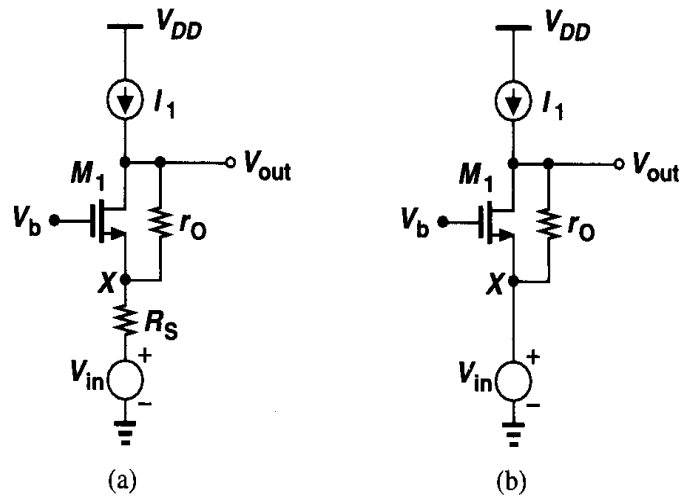 V_DD
I_1
V_out
M_1
V_b
r_O
X
R_S
V_in
+
−
(a)
V_DD
I_1
V_out
M_1
V_b
r_O
X
V_in
+
−
(b)